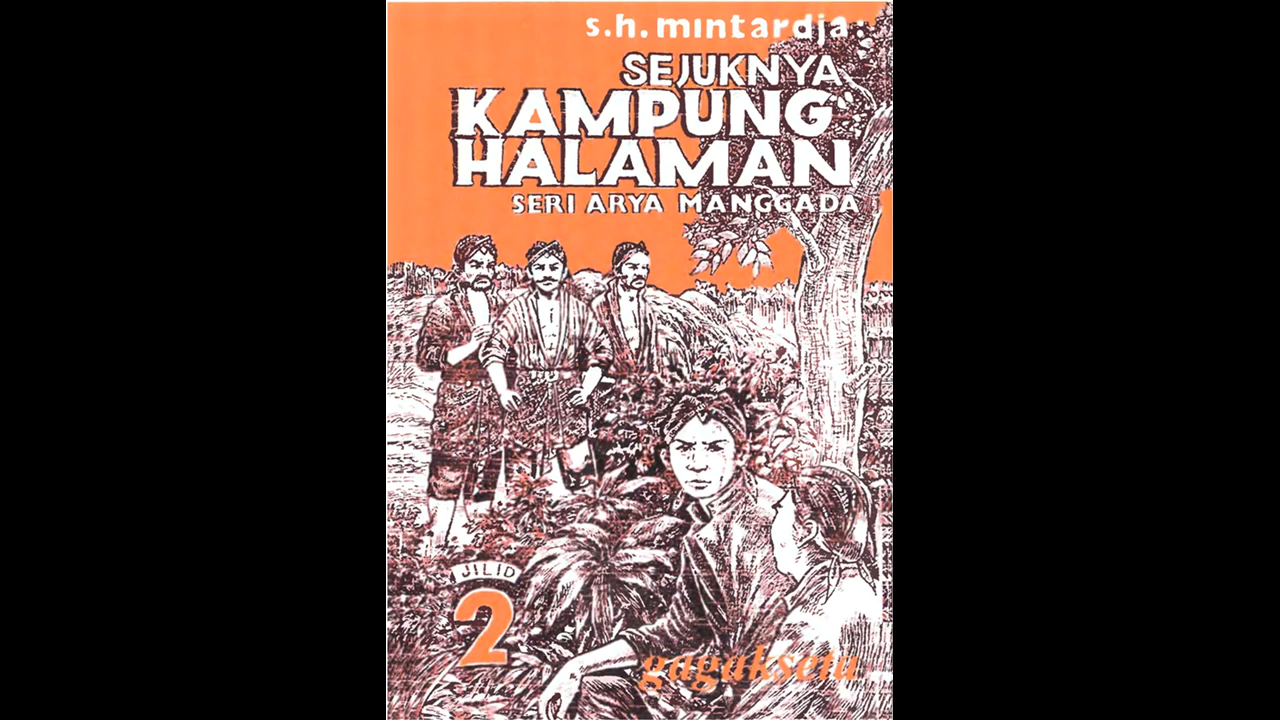 s.h. mintardja:
SEJUKNYA
KAMPUNG
HALAMAN
SERI ARYA MANGGADA
JILID
2
gagakseta